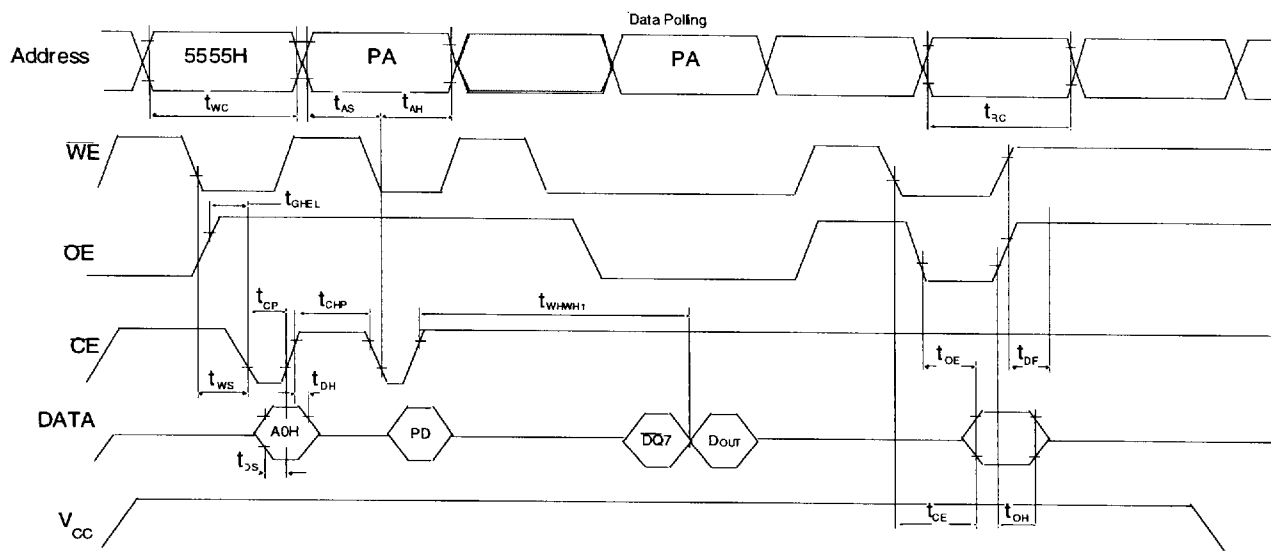 Data Polling
Address 5555H PA PA
tWC tAS tAH tRC
WE
tGHEL
OE
tCP tCHP tWHWH1
CE
tOE tDF
tWS tDH
DATA A0H PD DQ7 DOUT
tDS
tCE tOH
VCC